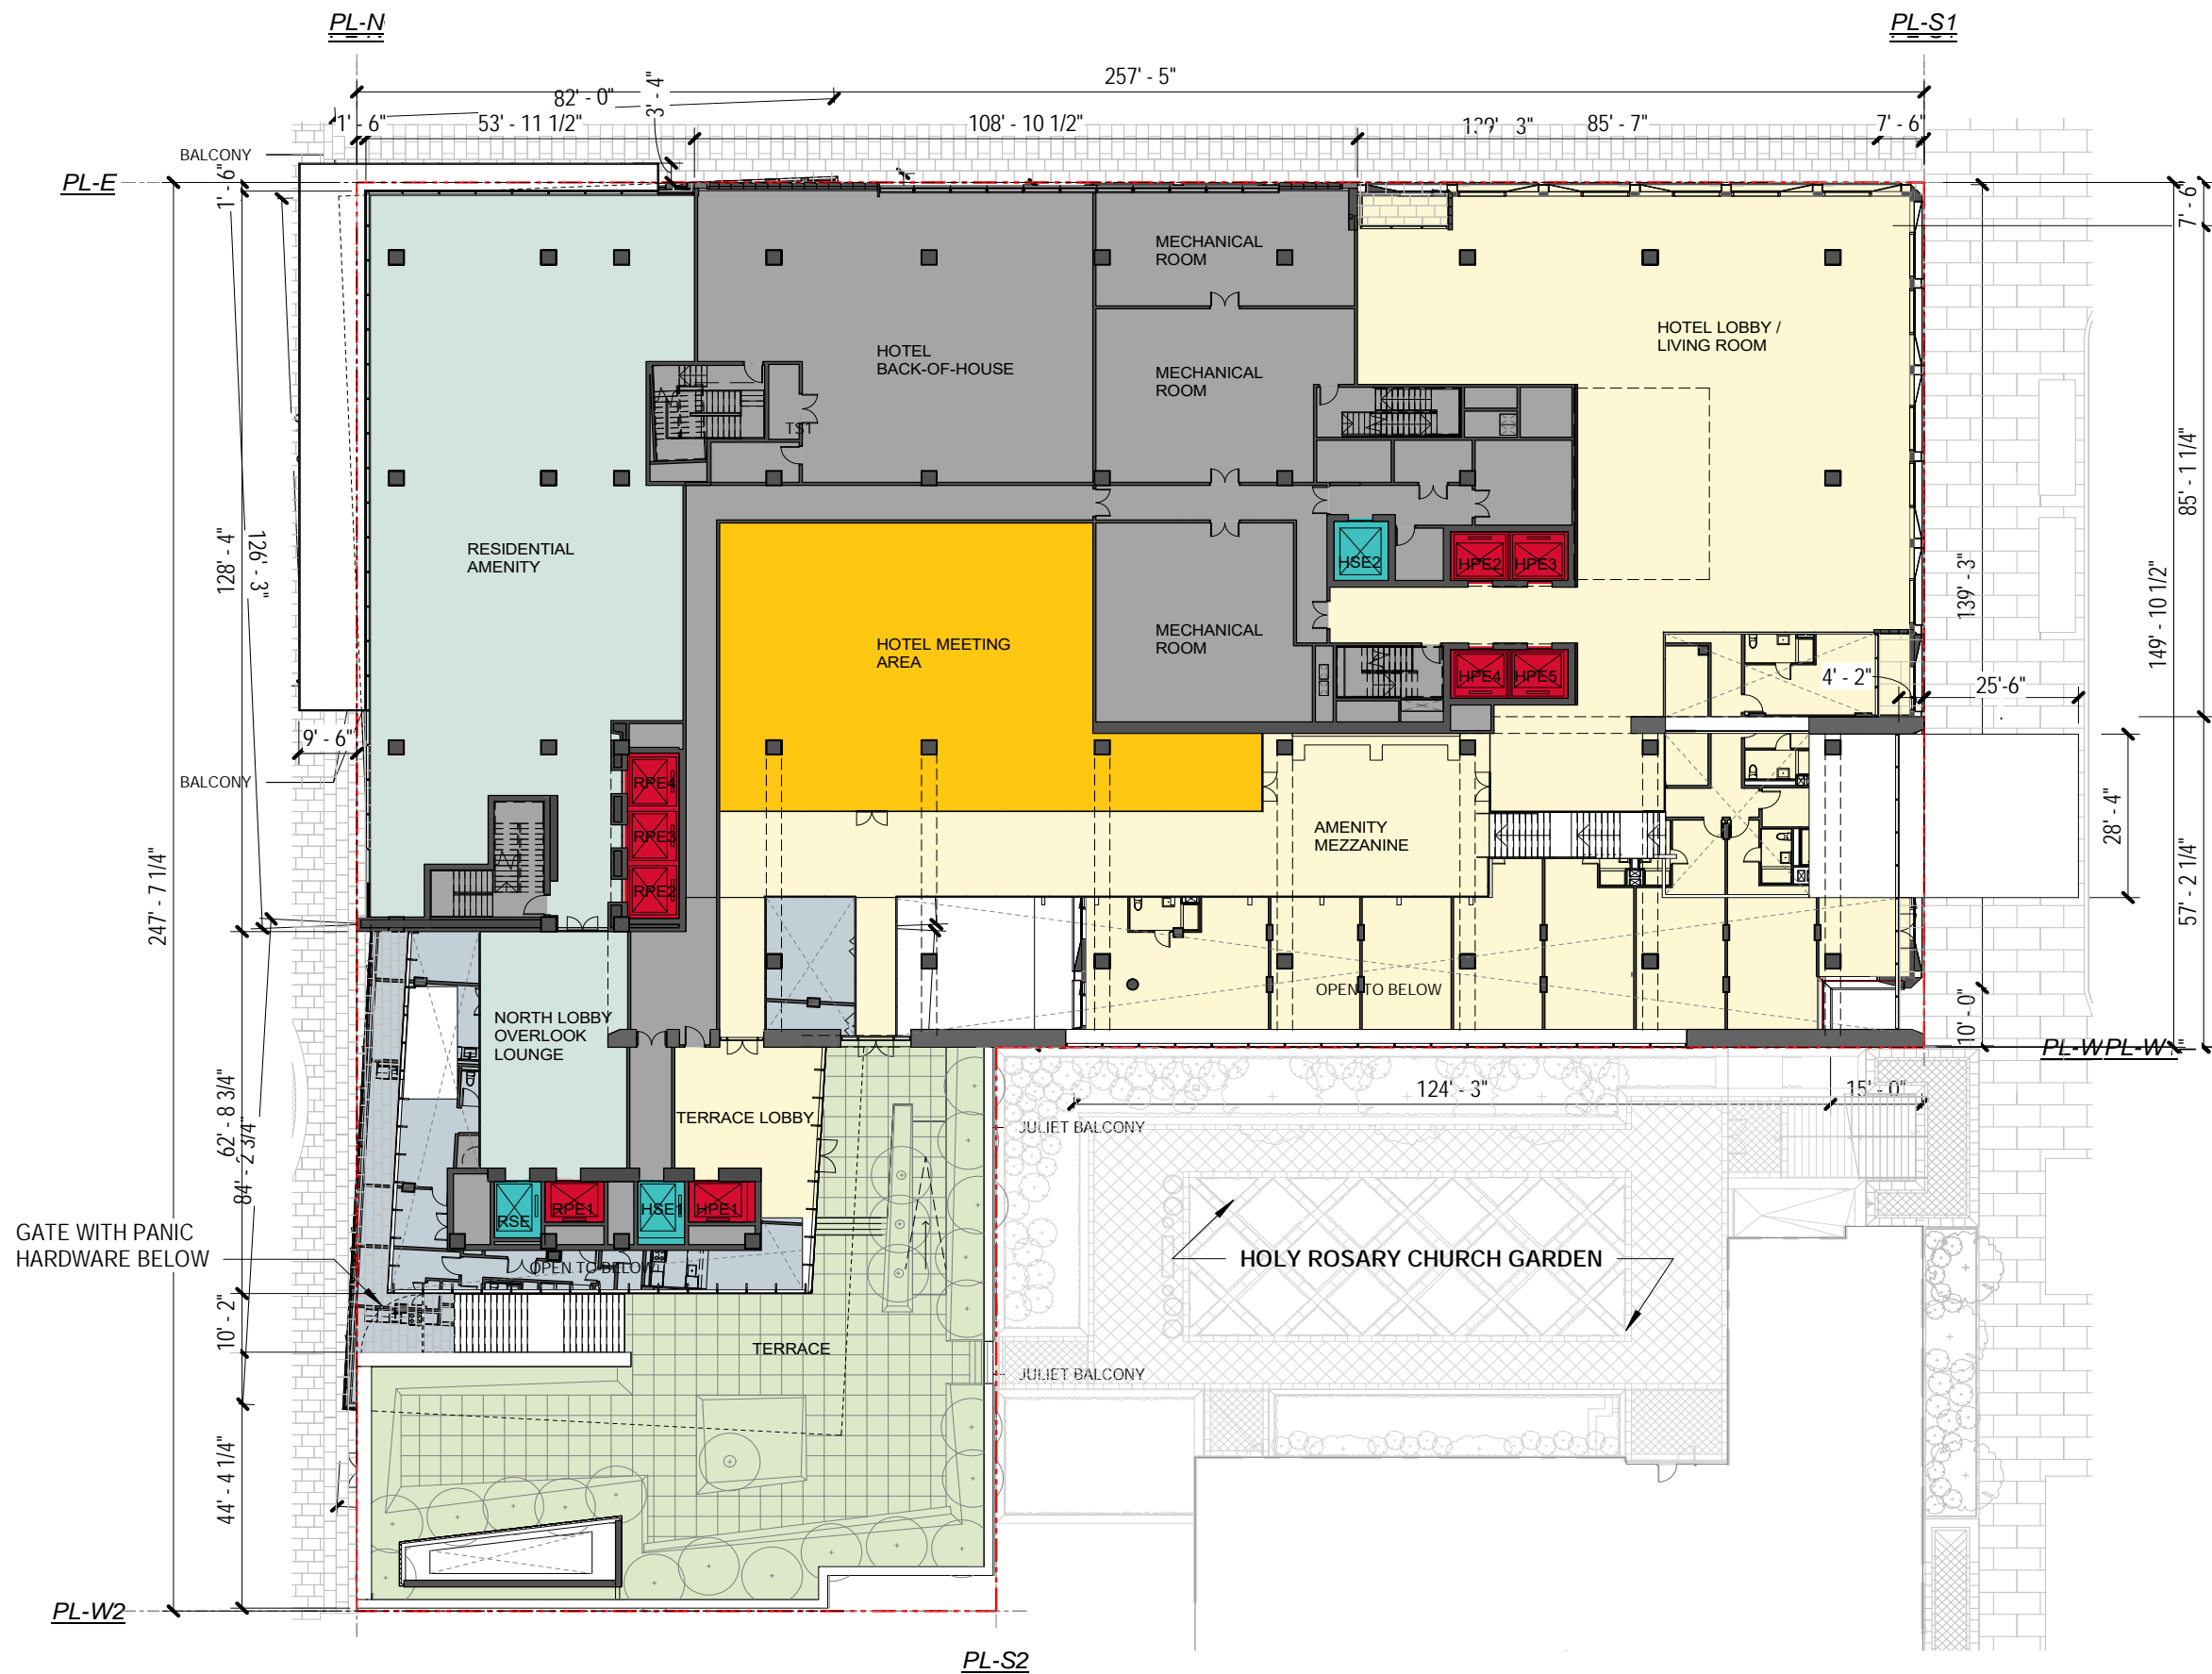 PL-N
PL-S1
257' - 5"
82' - 0"
3' - 4"
1' - 6"
53' - 11 1/2"
108' - 10 1/2"
139' - 3"
85' - 7"
7' - 6"
BALCONY
PL-E
1' - 6"
7' - 6"
MECHANICAL
ROOM
HOTEL LOBBY /
LIVING ROOM
HOTEL
BACK-OF-HOUSE
MECHANICAL
ROOM
TST
85' - 1 1/4"
RESIDENTIAL
AMENITY
128' - 4"
126' - 3"
HSE2
HPE2
HPE3
139' - 3"
149' - 10 1/2"
HOTEL MEETING
AREA
MECHANICAL
ROOM
HPE4
HPE5
4' - 2"
25'-6"
9' - 6"
BALCONY
RPE4
RPE3
RPE2
AMENITY
MEZZANINE
28' - 4"
247' - 7 1/4"
57' - 2 1/4"
NORTH LOBBY
OVERLOOK
LOUNGE
OPEN TO BELOW
10' - 0"
PL-W
PL-W
62' - 8 3/4"
84' - 2 3/4"
124' - 3"
15' - 0"
TERRACE LOBBY
JULIET BALCONY
RSE
RPE1
HSE1
HPE1
GATE WITH PANIC
HARDWARE BELOW
OPEN TO BELOW
HOLY ROSARY CHURCH GARDEN
10' - 2"
TERRACE
JULIET BALCONY
44' - 4 1/4"
PL-W2
PL-S2